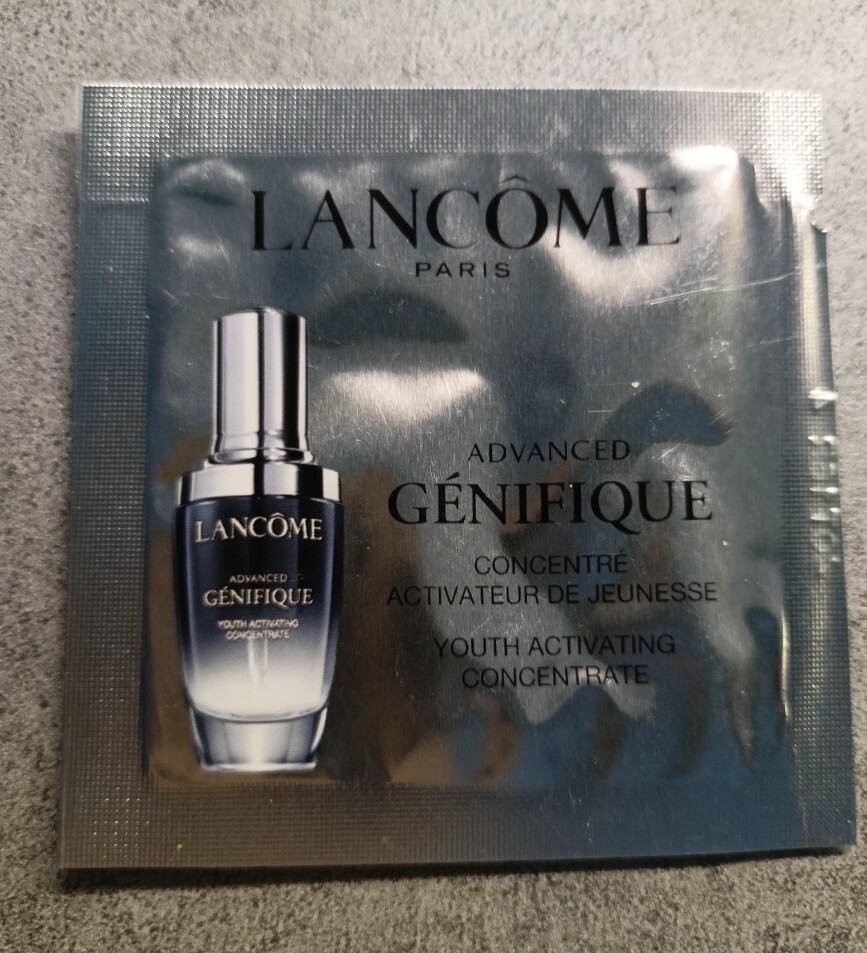 LANCÔME
PARIS
ADVANCED
GÉNIFIQUE
CONCENTRÉ
ACTIVATEUR DE JEUNESSE
YOUTH ACTIVATING
CONCENTRATE
LANCÔME
ADVANCED
GÉNIFIQUE
YOUTH ACTIVATING
CONCENTRATE